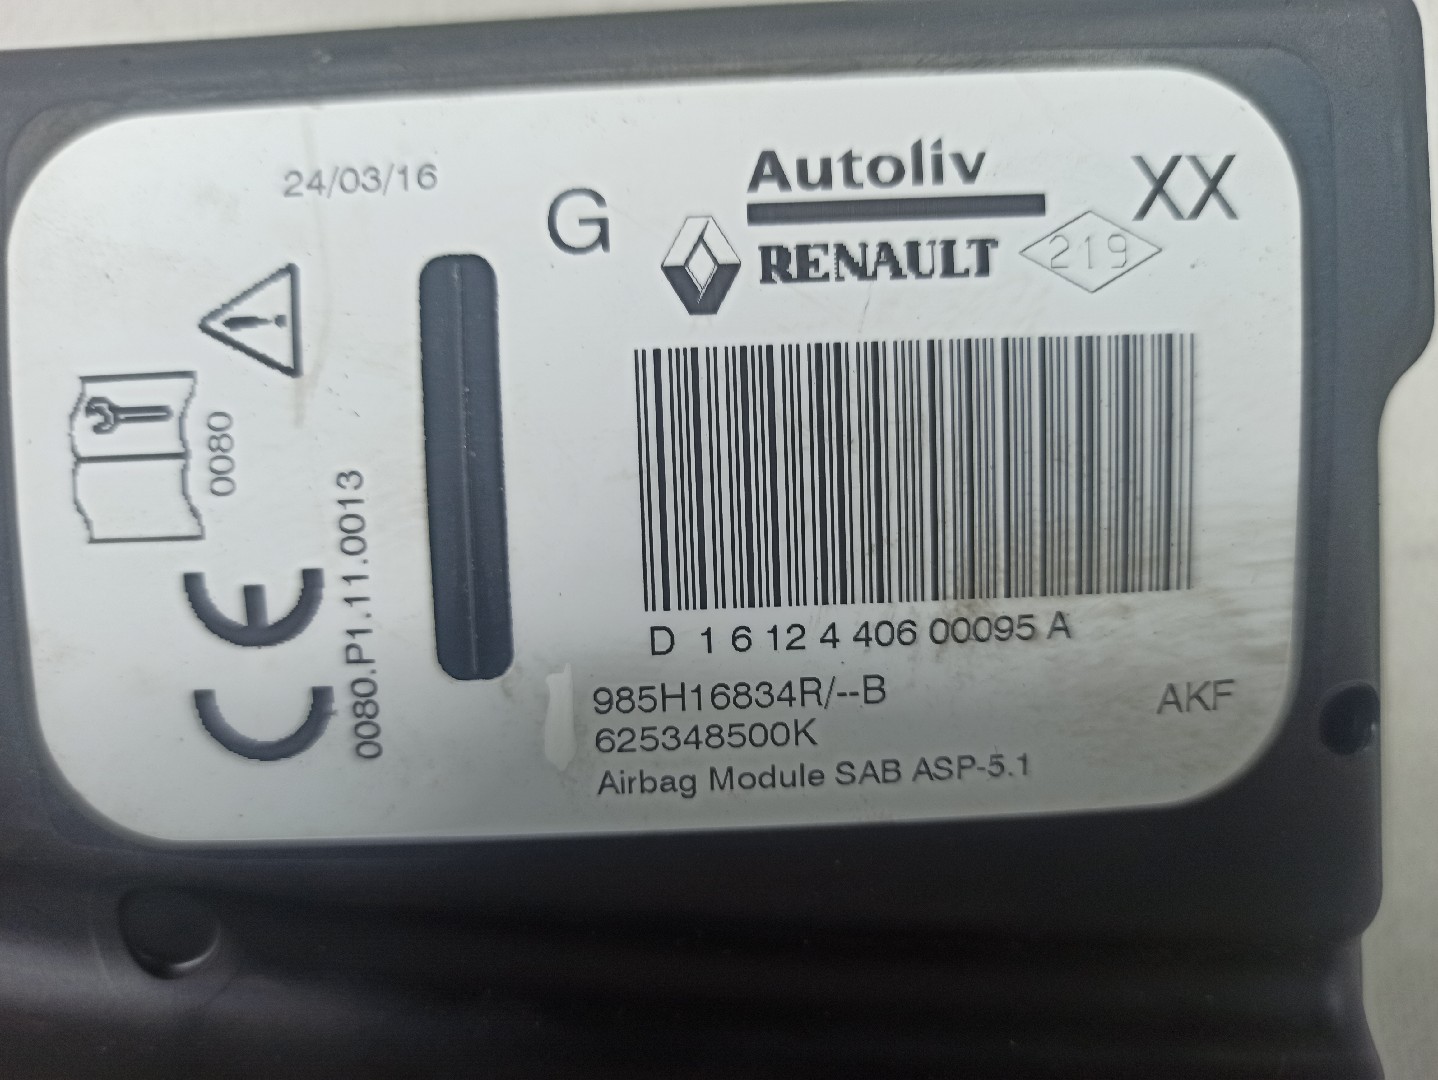 24/03/16
G
Autoliv
XX
RENAULT
219
0080
0080.P1.11.0013
CE
D 1 6 12 4 406 00095 A
985H16834R/--B
625348500K
AKF
Airbag Module SAB ASP-5.1